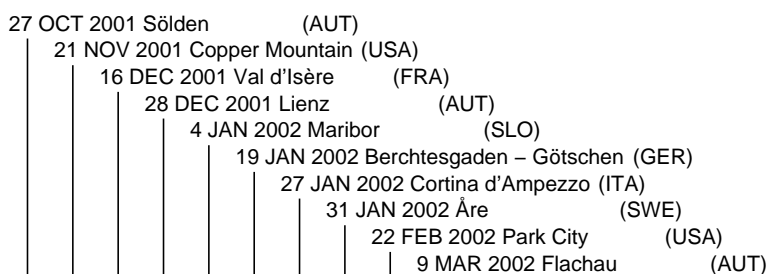 27 OCT 2001 Sölden (AUT)
21 NOV 2001 Copper Mountain (USA)
16 DEC 2001 Val d'Isère (FRA)
28 DEC 2001 Lienz (AUT)
4 JAN 2002 Maribor (SLO)
19 JAN 2002 Berchtesgaden – Götschen (GER)
27 JAN 2002 Cortina d'Ampezzo (ITA)
31 JAN 2002 Åre (SWE)
22 FEB 2002 Park City (USA)
9 MAR 2002 Flachau (AUT)